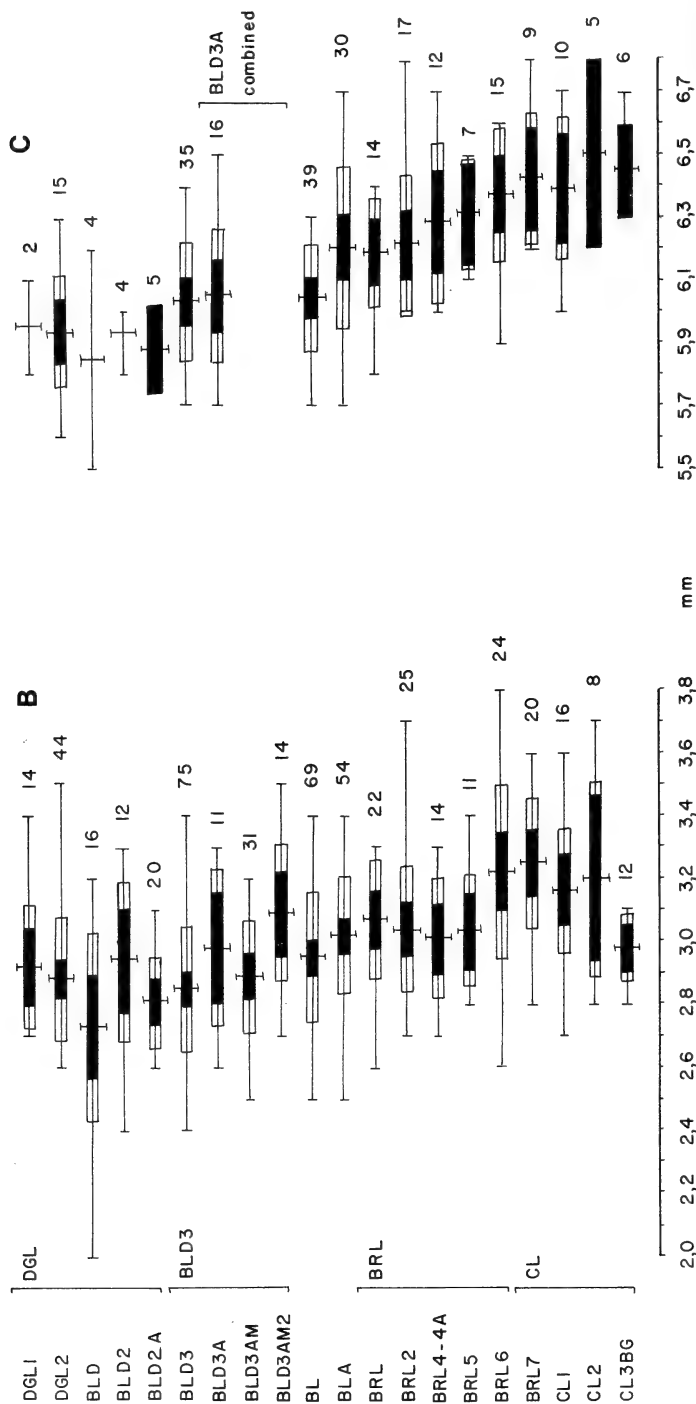 B
C
DGL1 14 2
DGL2 DGL 44 15
BLD 16 4
BLD2 12 4
BLD2A 20 5
BLD3 75 35
BLD3A BLD3 11 16 BLD3A
BLD3AM 31 combined
BLD3AM2 14
BL 69 39
BLA 54 30
BRL 22 14
BRL2 25 17
BRL4-4A BRL 14 12
BRL5 11 7
BRL6 24 15
BRL7 20 9
CL1 CL 16 10
CL2 8 5
CL3BG 12 6
2,0 2,2 2,4 2,6 2,8 3,0 3,2 3,4 3,6 3,8 mm 5,5 5,7 5,9 6,1 6,3 6,5 6,7